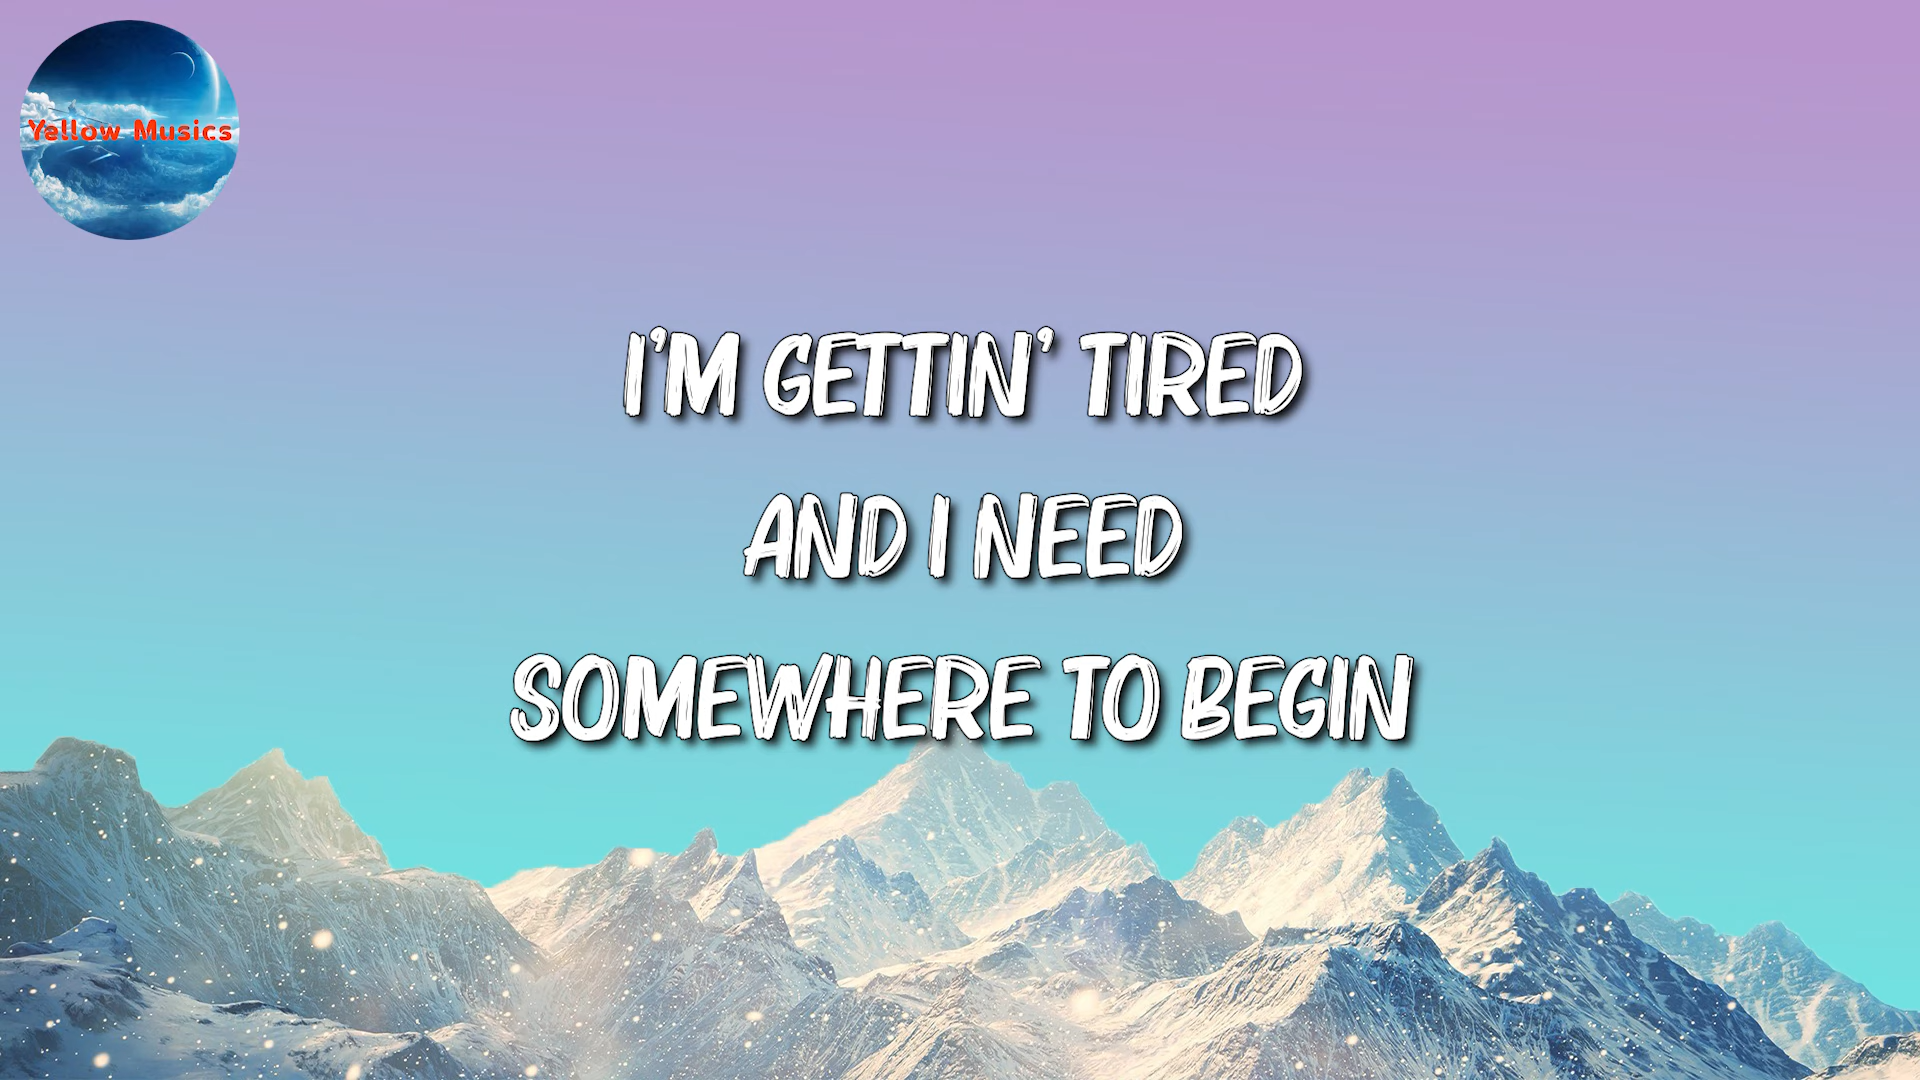 Yellow Musics
I'M GETTIN' TIRED
AND I NEED
SOMEWHERE TO BEGIN